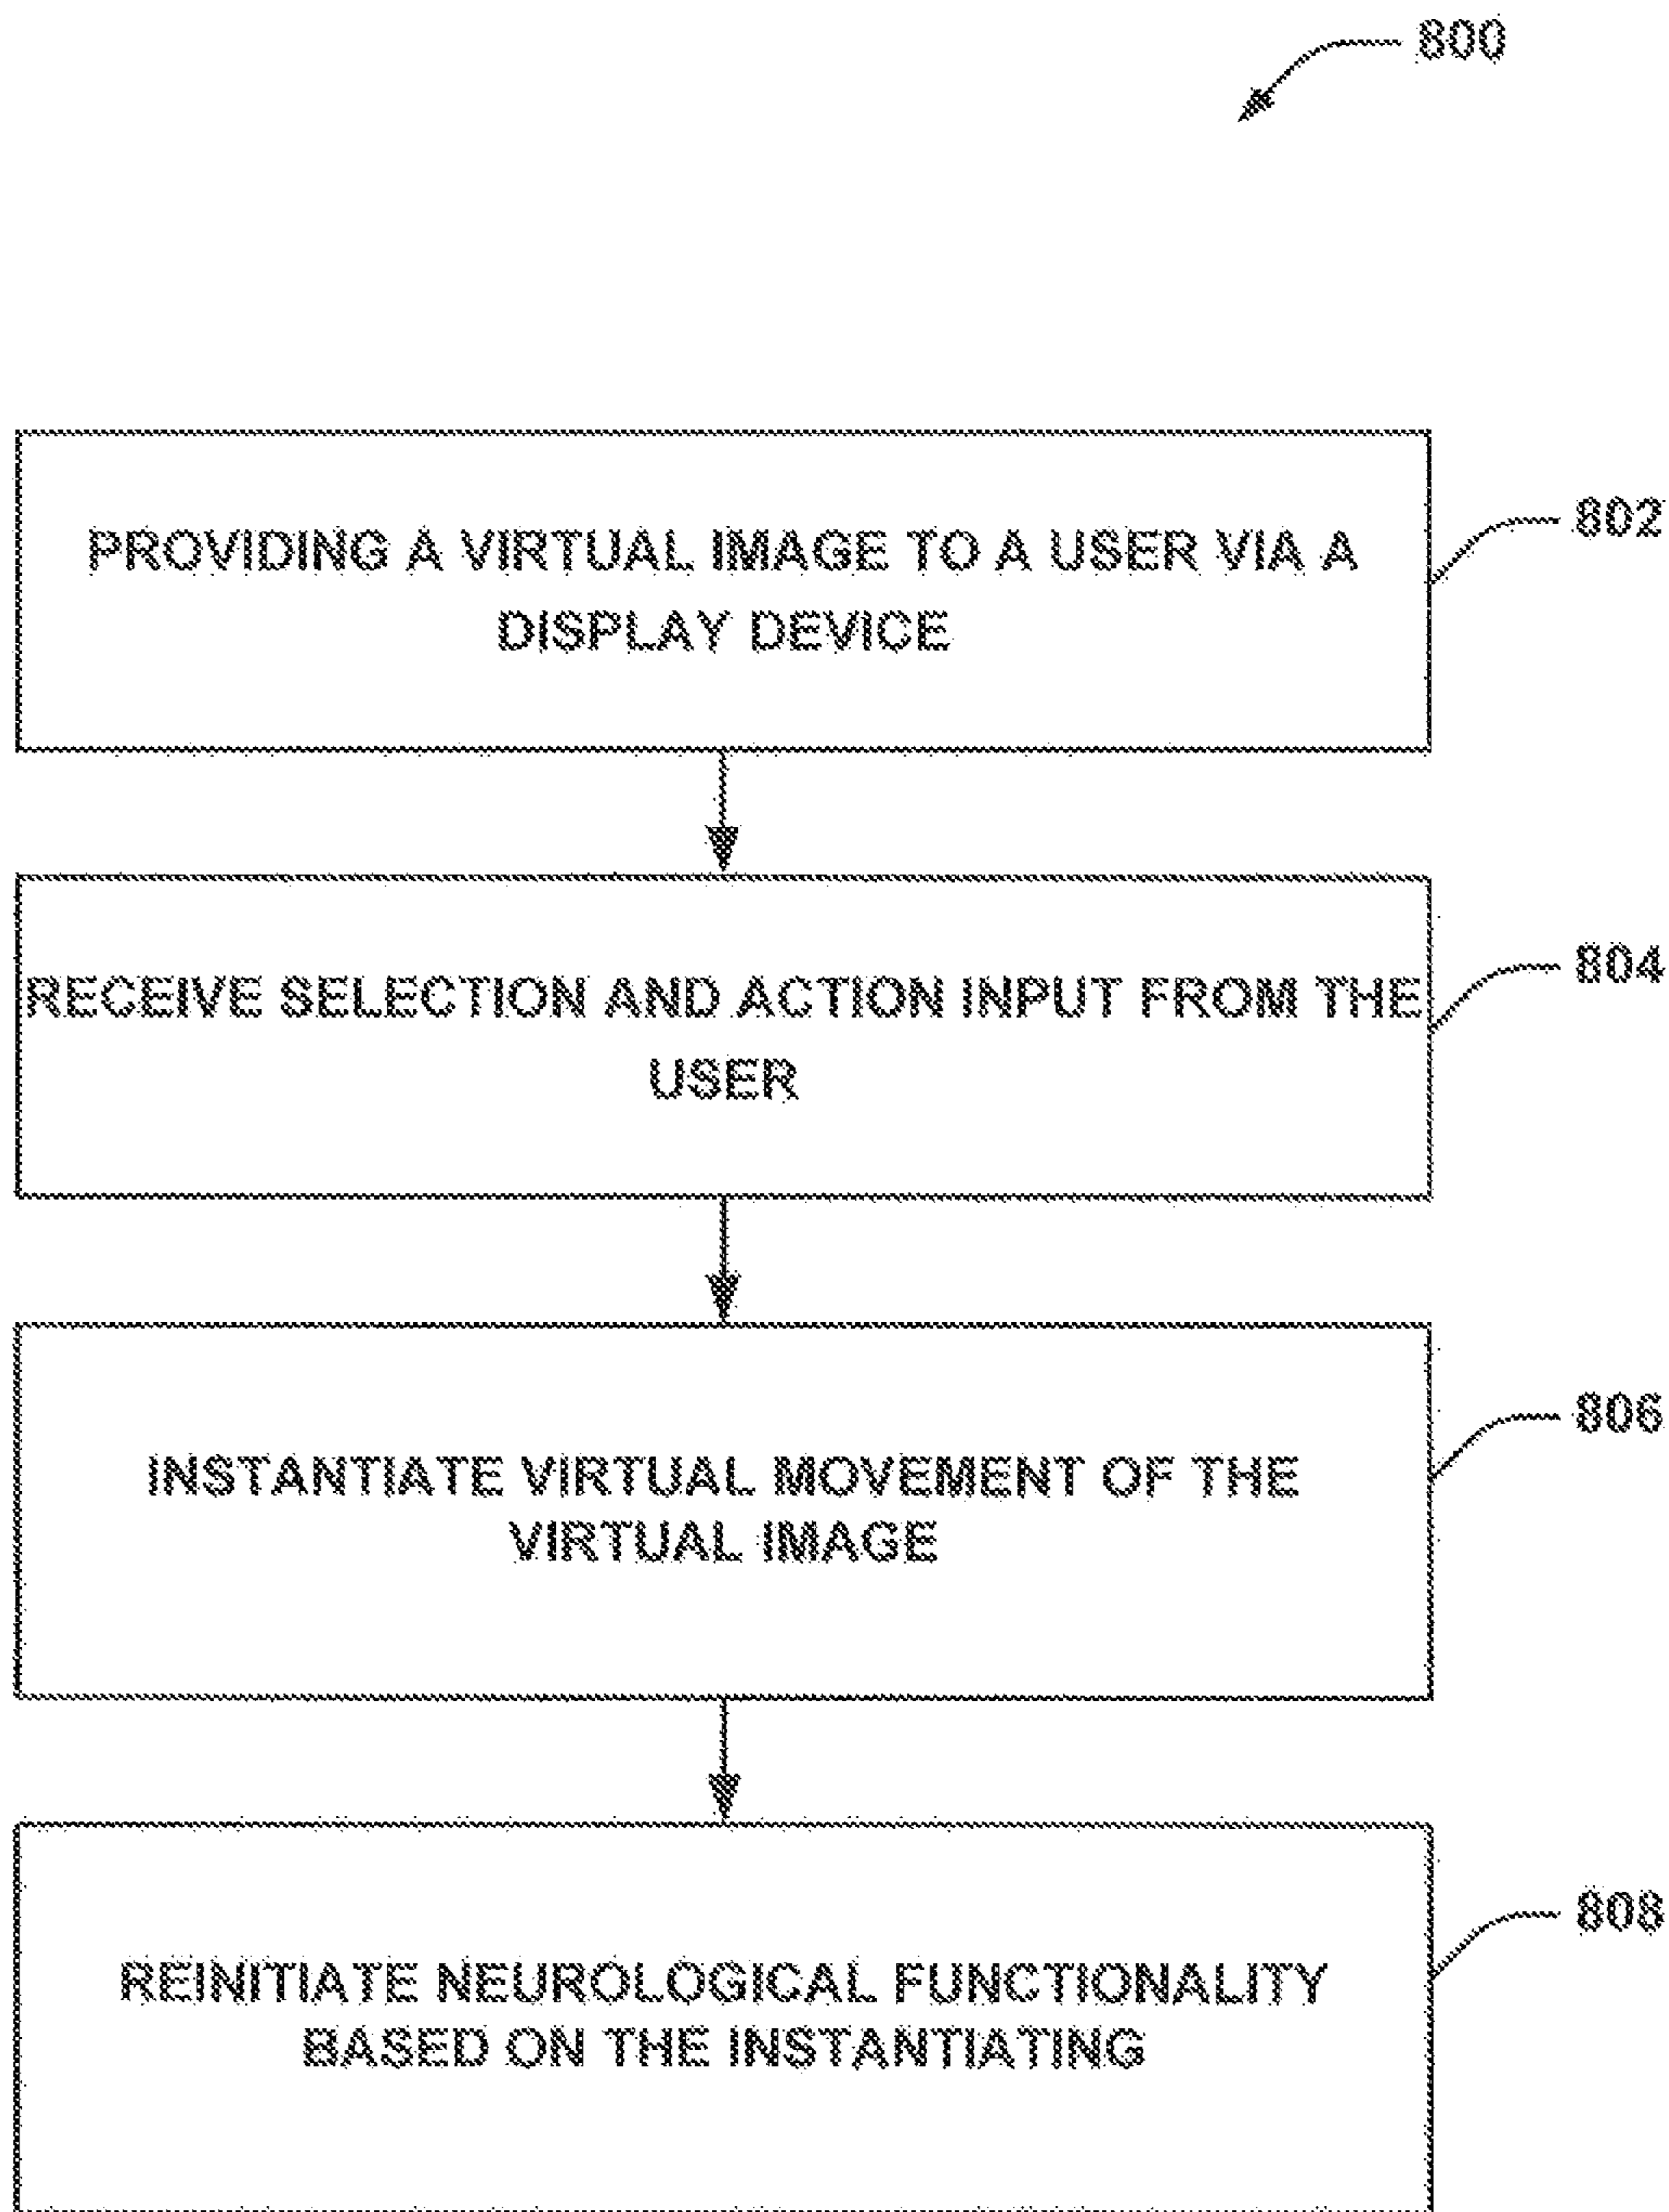 800
PROVIDING A VIRTUAL IMAGE TO A USER VIA A
DISPLAY DEVICE
802
RECEIVE SELECTION AND ACTION INPUT FROM THE
USER
804
INSTANTIATE VIRTUAL MOVEMENT OF THE
VIRTUAL IMAGE
806
REINITIATE NEUROLOGICAL FUNCTIONALITY
BASED ON THE INSTANTIATING
808